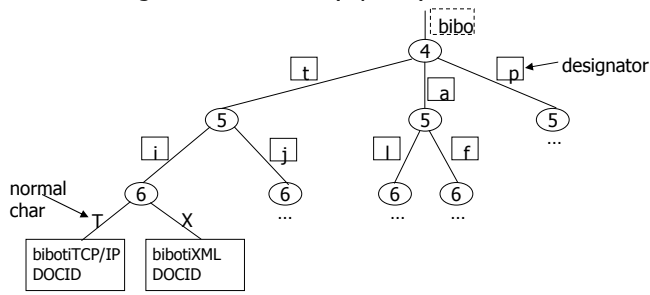 bibo
4
t
a
p
designator
5
5
5
...
i
j
l
f
normal
char
6
6
6
6
...
...
...
T
X
bibotiTCP/IP
DOCID
bibotiXML
DOCID